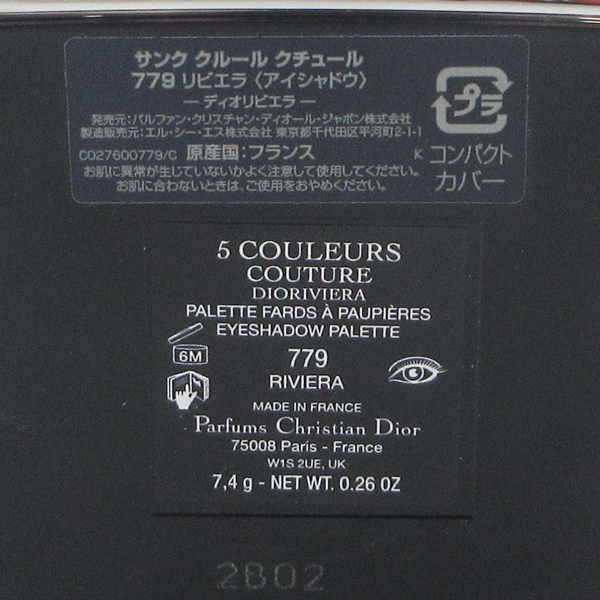 サンク クルール クチュール
779 リビエラ〈アイシャドウ〉
― ディオリビエラ ―
発売元：パルファン・クリスチャン・ディオール・ジャポン株式会社
製造販売元：エル・シー・エス株式会社 東京都千代田区平河町2-1-1
C027600779/C 原産国：フランス K
お肌に異常が生じていないかよく注意して使用してください。
お肌に合わないときは、ご使用をおやめください。
プラ
コンパクト
カバー
5 COULEURS
COUTURE
DIORIVIERA
PALETTE FARDS À PAUPIÈRES
EYESHADOW PALETTE
6M
779
RIVIERA
MADE IN FRANCE
Parfums Christian Dior
75008 Paris - France
W1S 2UE, UK
7,4 g - NET WT. 0.26 OZ
2B02